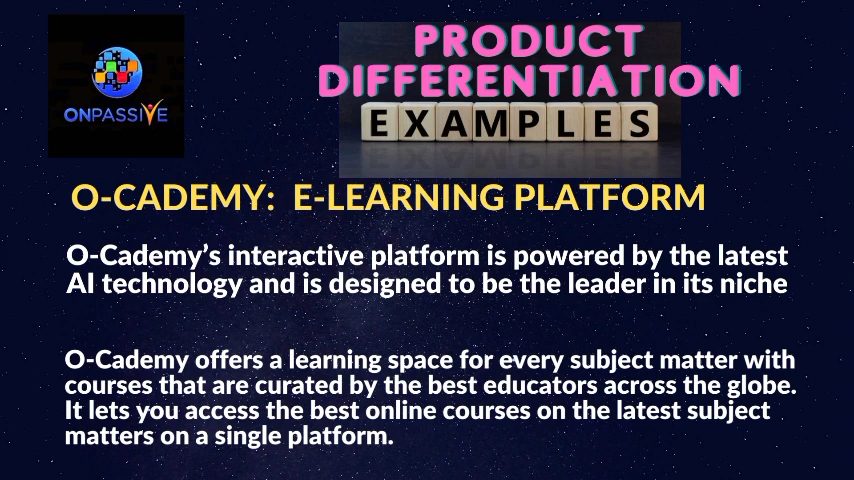 ONPASSIVE
PRODUCT
DIFFERENTIATION
EXAMPLES
O-CADEMY: E-LEARNING PLATFORM
O-Cademy’s interactive platform is powered by the latest
AI technology and is designed to be the leader in its niche
O-Cademy offers a learning space for every subject matter with
courses that are curated by the best educators across the globe.
It lets you access the best online courses on the latest subject
matters on a single platform.